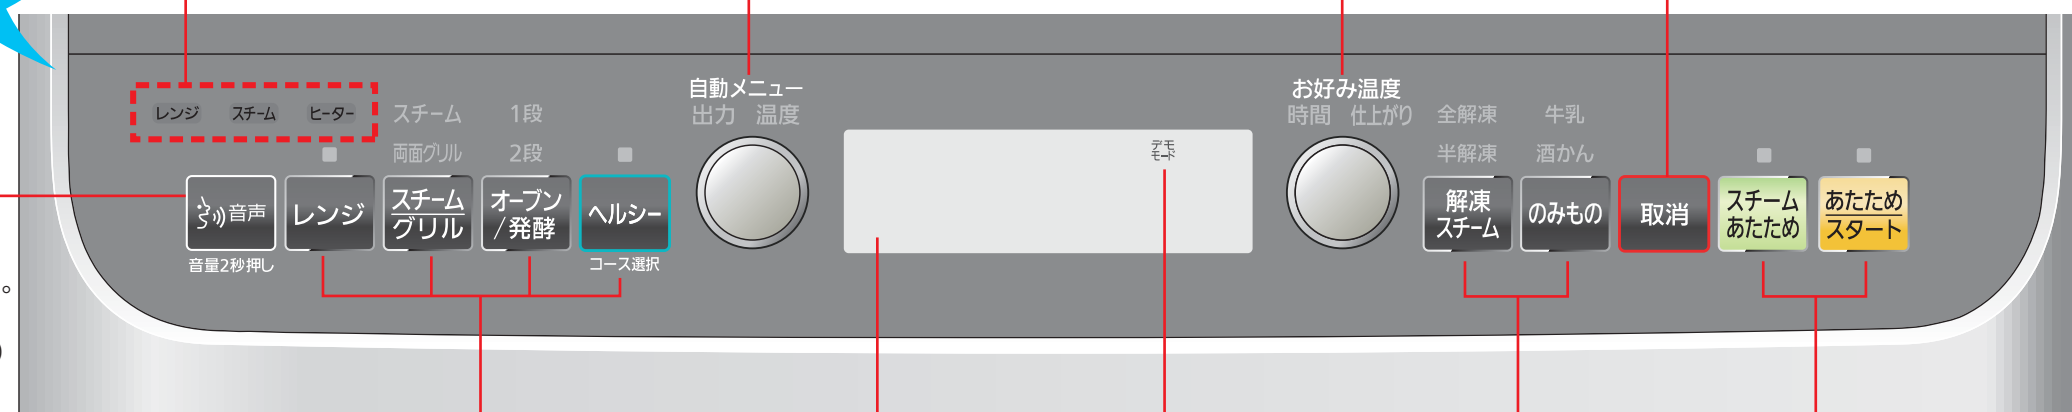 自動メニュー
お好み温度
レンジ スチーム ヒーター スチーム 1段
出力 温度
時間 仕上がり 全解凍 牛乳
両面グリル 2段
デモ
モード
半解凍 酒かん
音声
レンジ
スチーム
グリル
オーブン
/発酵
ヘルシー
解凍
スチーム
のみもの
取消
スチーム
あたため
あたため
スタート
音量2秒押し
コース選択
。
)